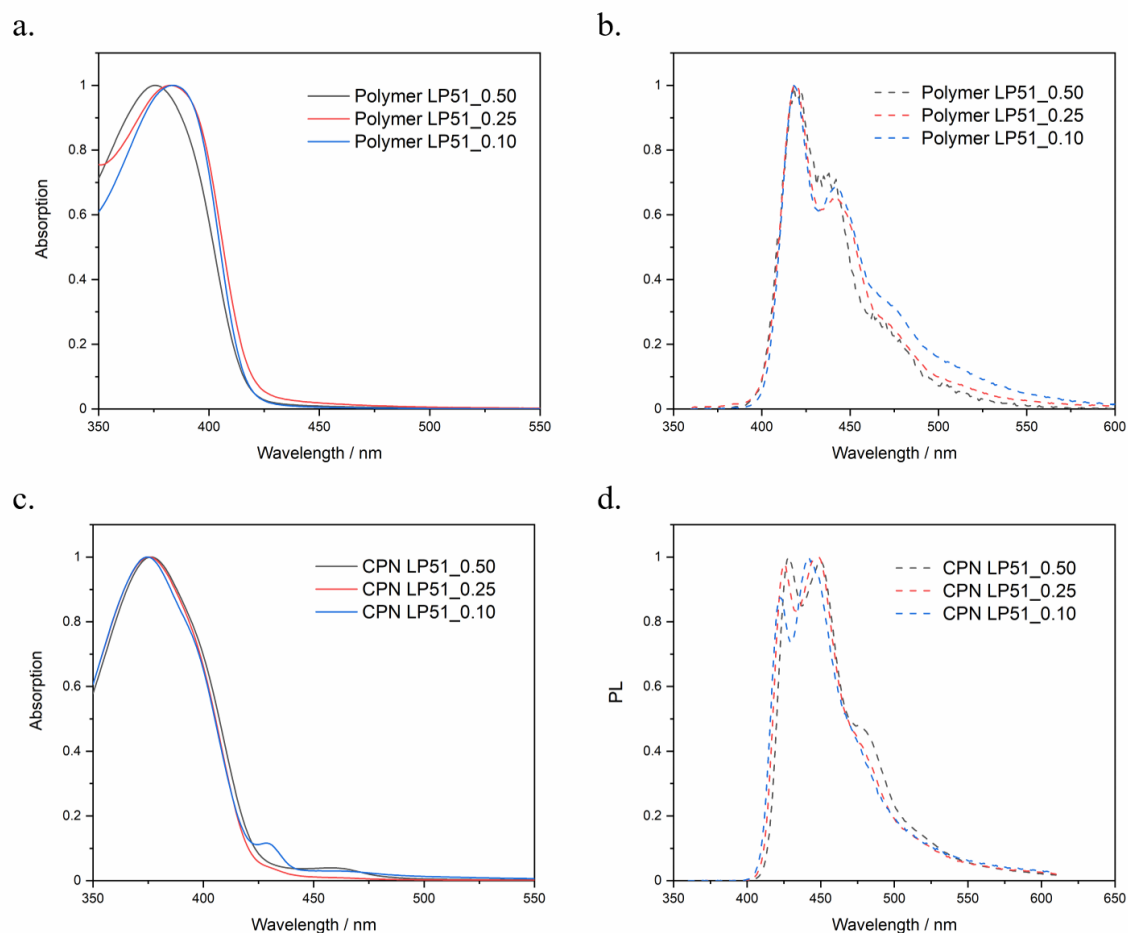 a.
Polymer LP51_0.50
Polymer LP51_0.25
Polymer LP51_0.10
Absorption
1
0.8
0.6
0.4
0.2
0
350
400
450
500
550
Wavelength / nm
b.
Polymer LP51_0.50
Polymer LP51_0.25
Polymer LP51_0.10
1
0.8
0.6
0.4
0.2
0
350
400
450
500
550
600
Wavelength / nm
c.
CPN LP51_0.50
CPN LP51_0.25
CPN LP51_0.10
Absorption
1
0.8
0.6
0.4
0.2
0
350
400
450
500
550
Wavelength / nm
d.
CPN LP51_0.50
CPN LP51_0.25
CPN LP51_0.10
PL
1
0.8
0.6
0.4
0.2
0
350
400
450
500
550
600
650
Wavelength / nm